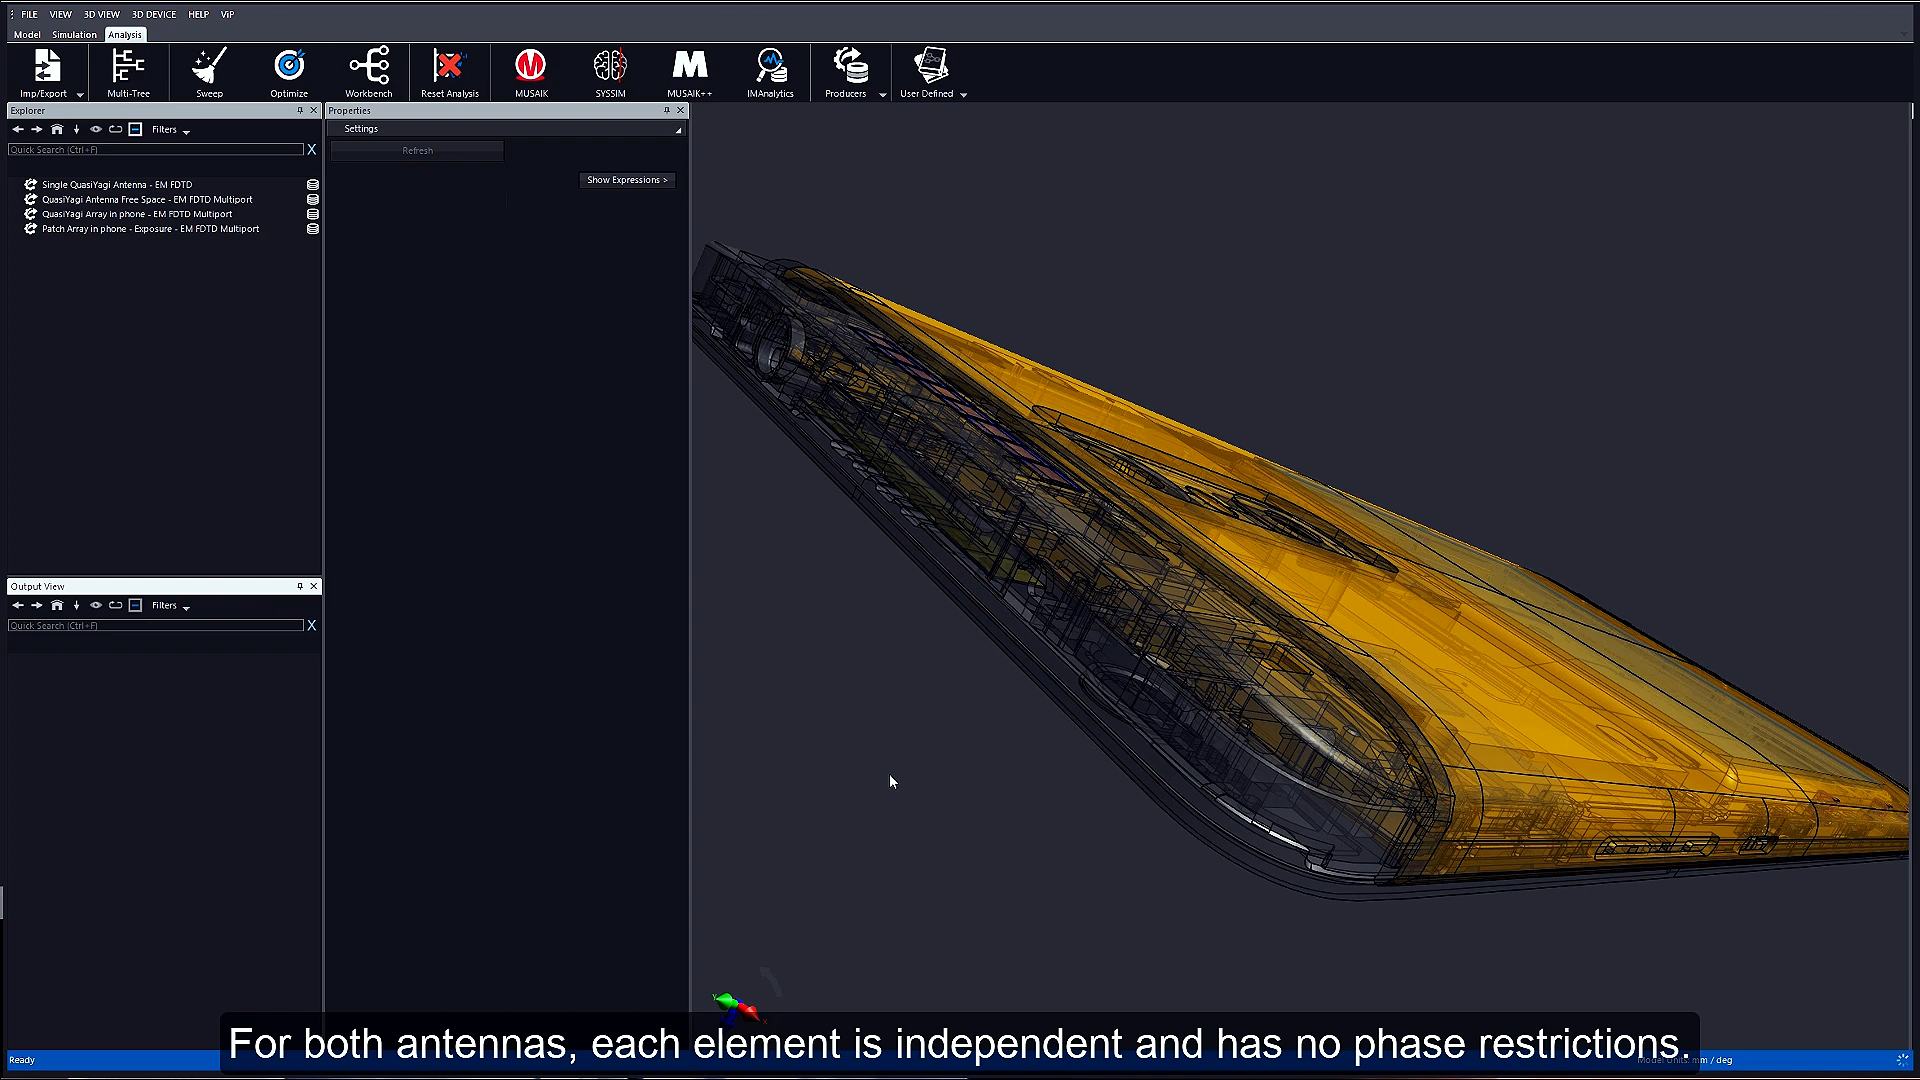 FILE VIEW 3D VIEW 3D DEVICE HELP ViP
Model Simulation Analysis
Imp/Export Multi-Tree Sweep Optimize Workbench Reset Analysis MUSAIK SYSSIM MUSAIK++ IMAnalytics Producers User Defined
Explorer
Filters
Quick Search (Ctrl+F) X
Single QuasiYagi Antenna - EM FDTD
QuasiYagi Antenna Free Space - EM FDTD Multiport
QuasiYagi Array in phone - EM FDTD Multiport
Patch Array in phone - Exposure - EM FDTD Multiport
Properties
Settings
Refresh
Show Expressions >
Output View
Filters
Quick Search (Ctrl+F) X
For both antennas, each element is independent and has no phase restrictions.
Ready
Model Units: mm / deg